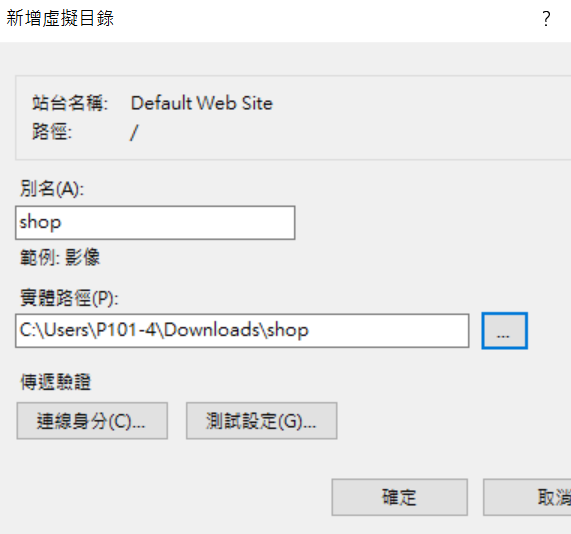 新增虛擬目錄 ?
站台名稱: Default Web Site
路徑: /
別名(A):
shop
範例: 影像
實體路徑(P):
C:\Users\P101-4\Downloads\shop ...
傳遞驗證
連線身分(C)... 測試設定(G)...
確定 取消